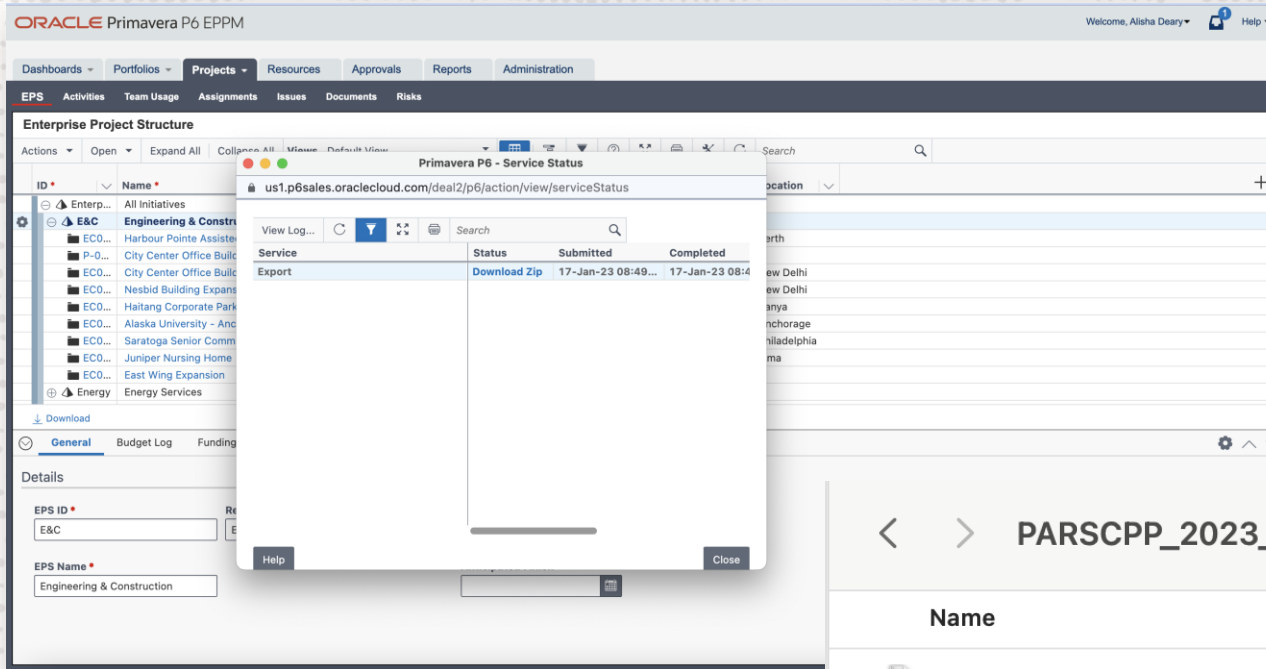 ORACLE Primavera P6 EPPM
Welcome, Alisha Deary
1
Help
Dashboards Portfolios Projects Resources Approvals Reports Administration
EPS Activities Team Usage Assignments Issues Documents Risks
Enterprise Project Structure
Actions Open Expand All Collapse All Views Default View Search
Primavera P6 - Service Status
us1.p6sales.oraclecloud.com/deal2/p6/action/view/serviceStatus
View Log... Search
Service Status Submitted Completed
Export Download Zip 17-Jan-23 08:49... 17-Jan-23 08:4
Help Close
ID * Name * ocation
Enterp... All Initiatives
E&C Engineering & Constru
EC0... Harbour Pointe Assiste erth
P-0... City Center Office Build
EC0... City Center Office Build ew Delhi
EC0... Nesbid Building Expans ew Delhi
EC0... Haitang Corporate Park anya
EC0... Alaska University - Anc nchorage
EC0... Saratoga Senior Comm hiladelphia
EC0... Juniper Nursing Home ma
EC0... East Wing Expansion
Energy Energy Services
Download
General Budget Log Funding
Details
EPS ID *
E&C
EPS Name *
Engineering & Construction
PARSCPP_2023_
Name